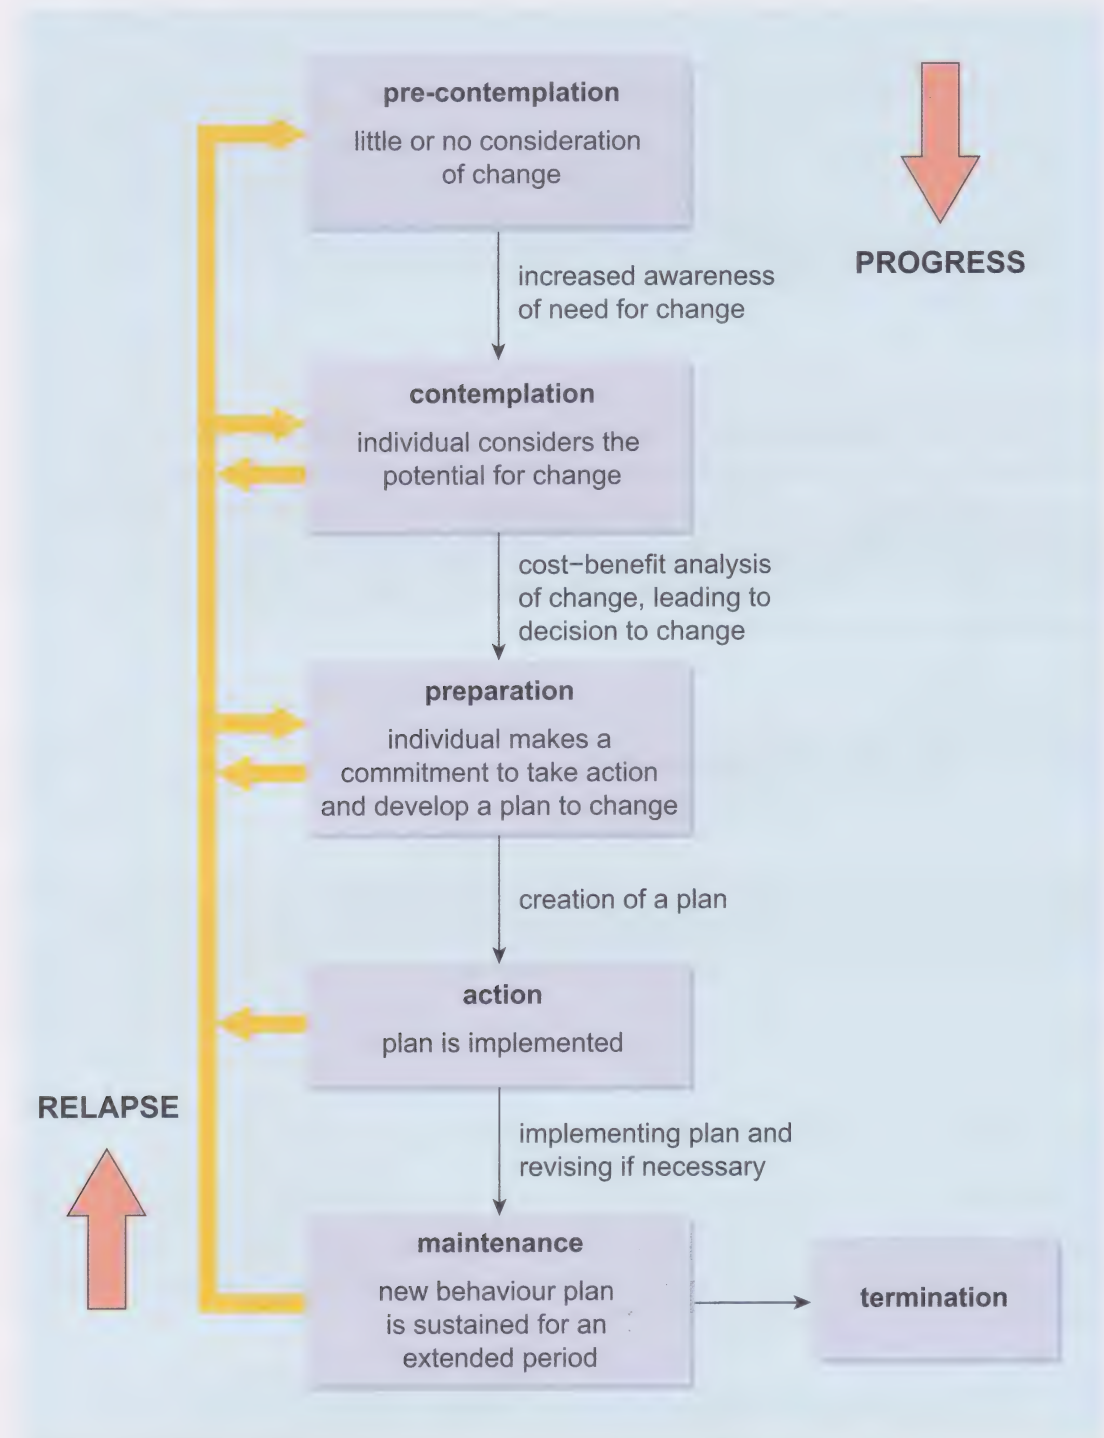 pre-contemplation
little or no consideration
of change
PROGRESS
increased awareness
of need for change
contemplation
individual considers the
potential for change
cost–benefit analysis
of change, leading to
decision to change
preparation
individual makes a
commitment to take action
and develop a plan to change
creation of a plan
action
plan is implemented
RELAPSE
implementing plan and
revising if necessary
maintenance
new behaviour plan
is sustained for an
extended period
termination